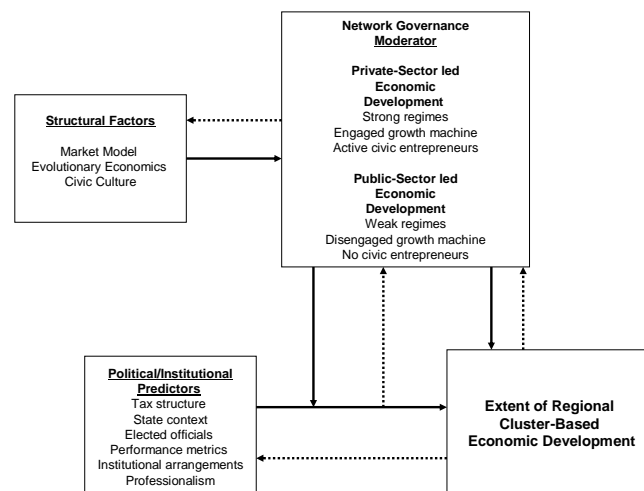 Network Governance
Moderator
Private-Sector led
Economic
Development
Strong regimes
Engaged growth machine
Active civic entrepreneurs
Public-Sector led
Economic
Development
Weak regimes
Disengaged growth machine
No civic entrepreneurs
Structural Factors
Market Model
Evolutionary Economics
Civic Culture
Political/Institutional
Predictors
Tax structure
State context
Elected officials
Performance metrics
Institutional arrangements
Professionalism
Extent of Regional
Cluster-Based
Economic Development